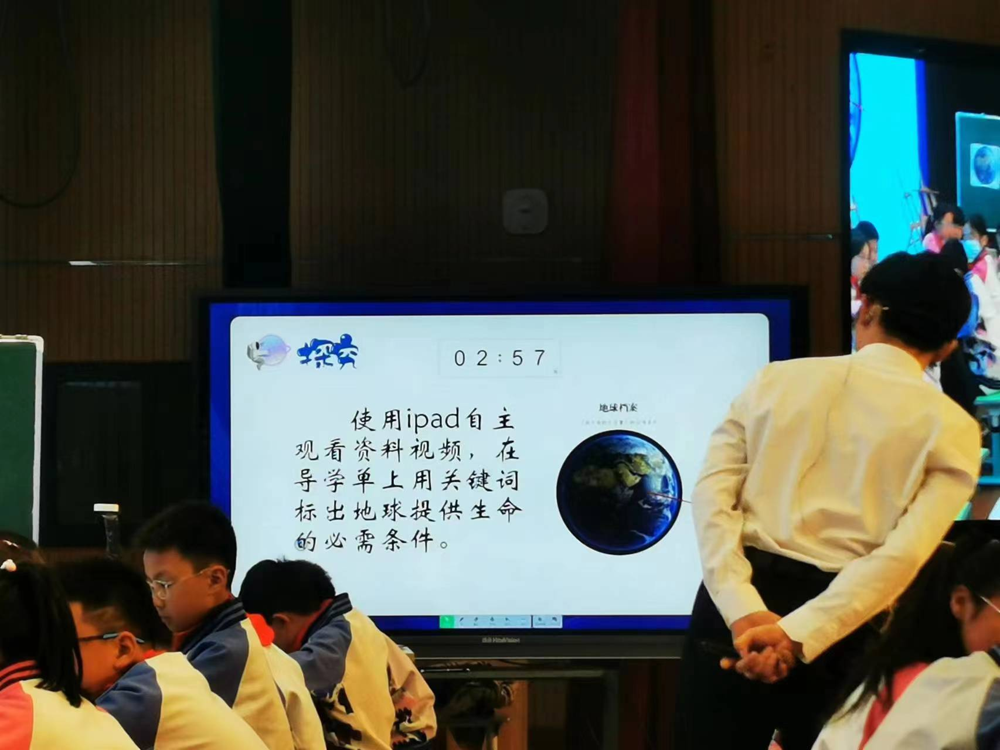 探究
02:57
使用ipad自主
观看资料视频，在
导学单上用关键词
标出地球提供生命
的必需条件。
地球档案
HiteVision